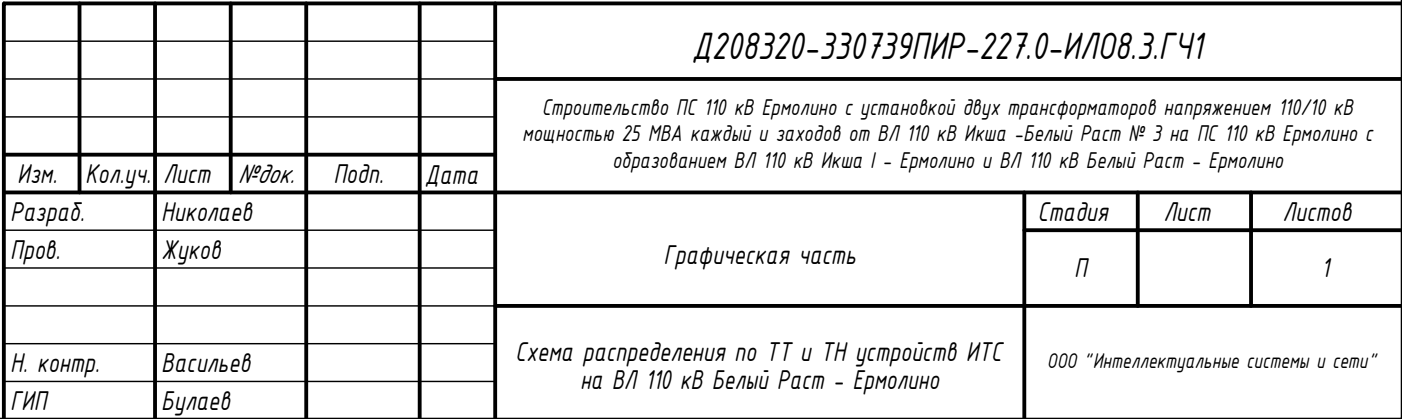 Д208320-330739ПИР-227.0-ИЛО8.3.ГЧ1
Строительство ПС 110 кВ Ермолино с установкой двух трансформаторов напряжением 110/10 кВ
мощностью 25 МВА каждый и заходов от ВЛ 110 кВ Икша -Белый Раст № 3 на ПС 110 кВ Ермолино с
образованием ВЛ 110 кВ Икша I - Ермолино и ВЛ 110 кВ Белый Раст - Ермолино
Изм. Кол.уч. Лист №док. Подп. Дата
Разраб. Николаев
Пров. Жуков
Н. контр. Васильев
ГИП Булаев
Графическая часть
Стадия Лист Листов
П 1
Схема распределения по ТТ и ТН устройств ИТС
на ВЛ 110 кВ Белый Раст - Ермолино
ООО "Интеллектуальные системы и сети"